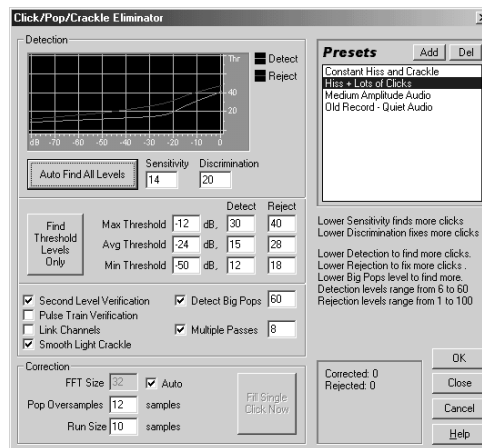 Click/Pop/Crackle Eliminator
Detection
Thr
Detect
Reject
40
20
dB -70 -60 -50 -40 -30 -20 -10 0
Auto Find All Levels
Sensitivity
14
Discrimination
20
Detect Reject
Find Threshold Levels Only
Max Threshold -12 dB, 30 40
Avg Threshold -24 dB, 15 28
Min Threshold -50 dB, 12 18
Second Level Verification
Detect Big Pops 60
Pulse Train Verification
Link Channels
Multiple Passes 8
Smooth Light Crackle
Correction
FFT Size 32 Auto
Pop Oversamples 12 samples
Run Size 10 samples
Fill Single Click Now
Presets
Add
Del
Constant Hiss and Crackle
Hiss + Lots of Clicks
Medium Amplitude Audio
Old Record - Quiet Audio
Lower Sensitivity finds more clicks
Lower Discrimination fixes more clicks
Lower Detection to find more clicks.
Lower Rejection to fix more clicks .
Lower Big Pops level to find more.
Detection levels range from 6 to 60
Rejection levels range from 1 to 100
Corrected: 0
Rejected: 0
OK
Close
Cancel
Help